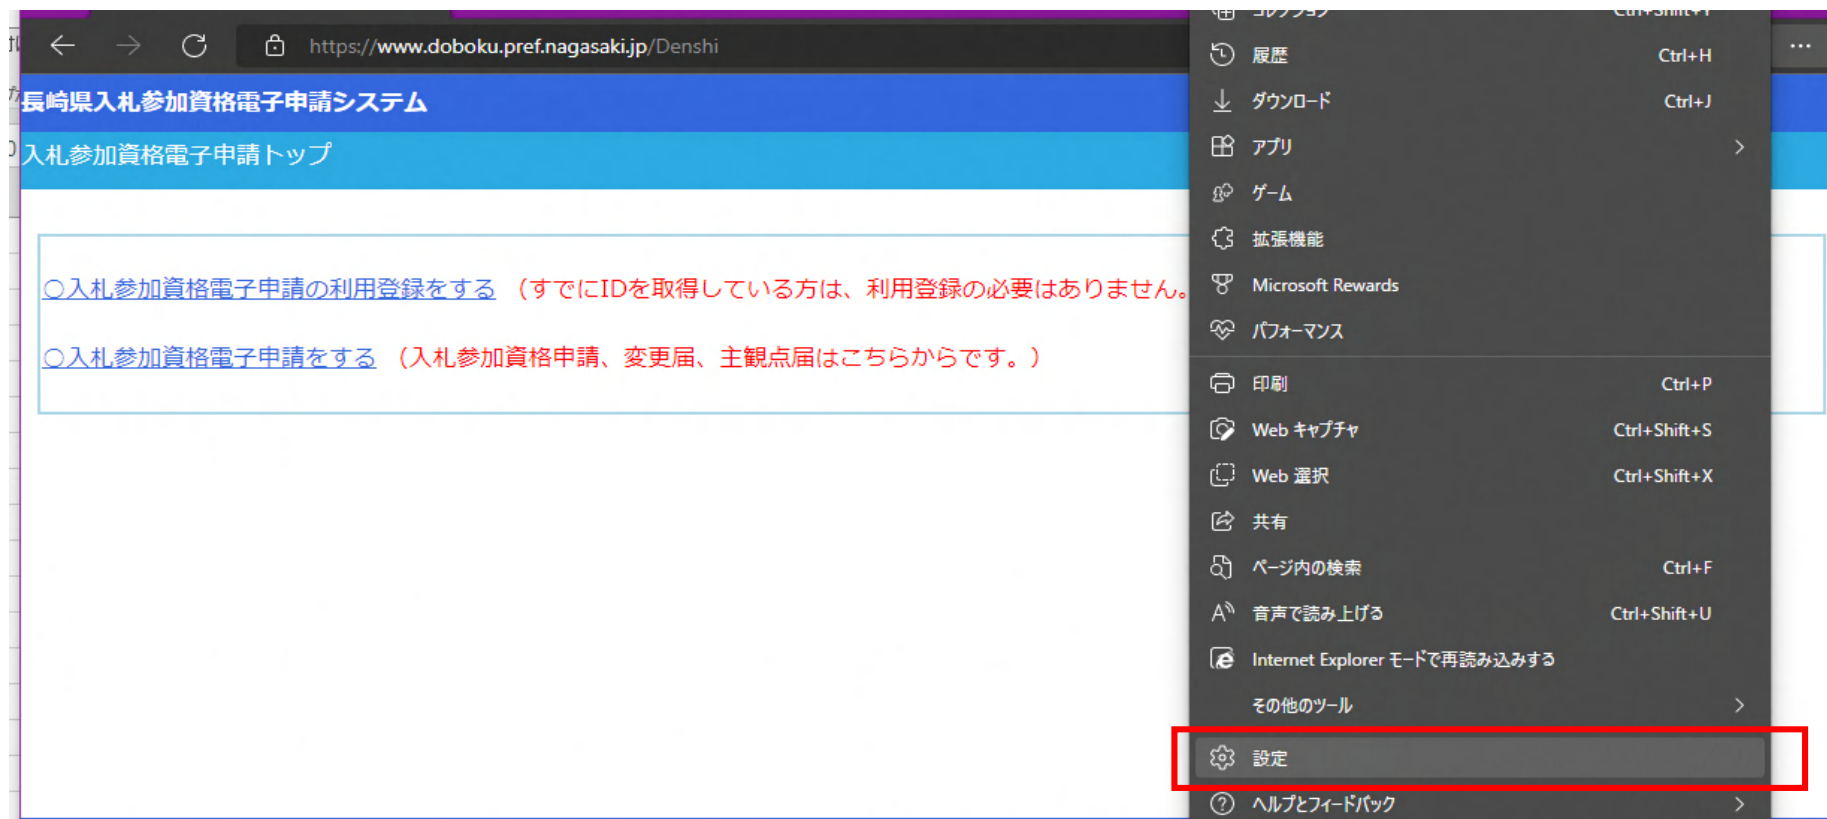 https://www.doboku.pref.nagasaki.jp/Denshi
長崎県入札参加資格電子申請システム
入札参加資格電子申請トップ
○入札参加資格電子申請の利用登録をする （すでにIDを取得している方は、利用登録の必要はありません。
○入札参加資格電子申請をする （入札参加資格申請、変更届、主観点届はこちらからです。）
コレクション Ctrl+Shift+Y
履歴 Ctrl+H
ダウンロード Ctrl+J
アプリ
ゲーム
拡張機能
Microsoft Rewards
パフォーマンス
印刷 Ctrl+P
Web キャプチャ Ctrl+Shift+S
Web 選択 Ctrl+Shift+X
共有
ページ内の検索 Ctrl+F
音声で読み上げる Ctrl+Shift+U
Internet Explorer モードで再読み込みする
その他のツール
設定
ヘルプとフィードバック